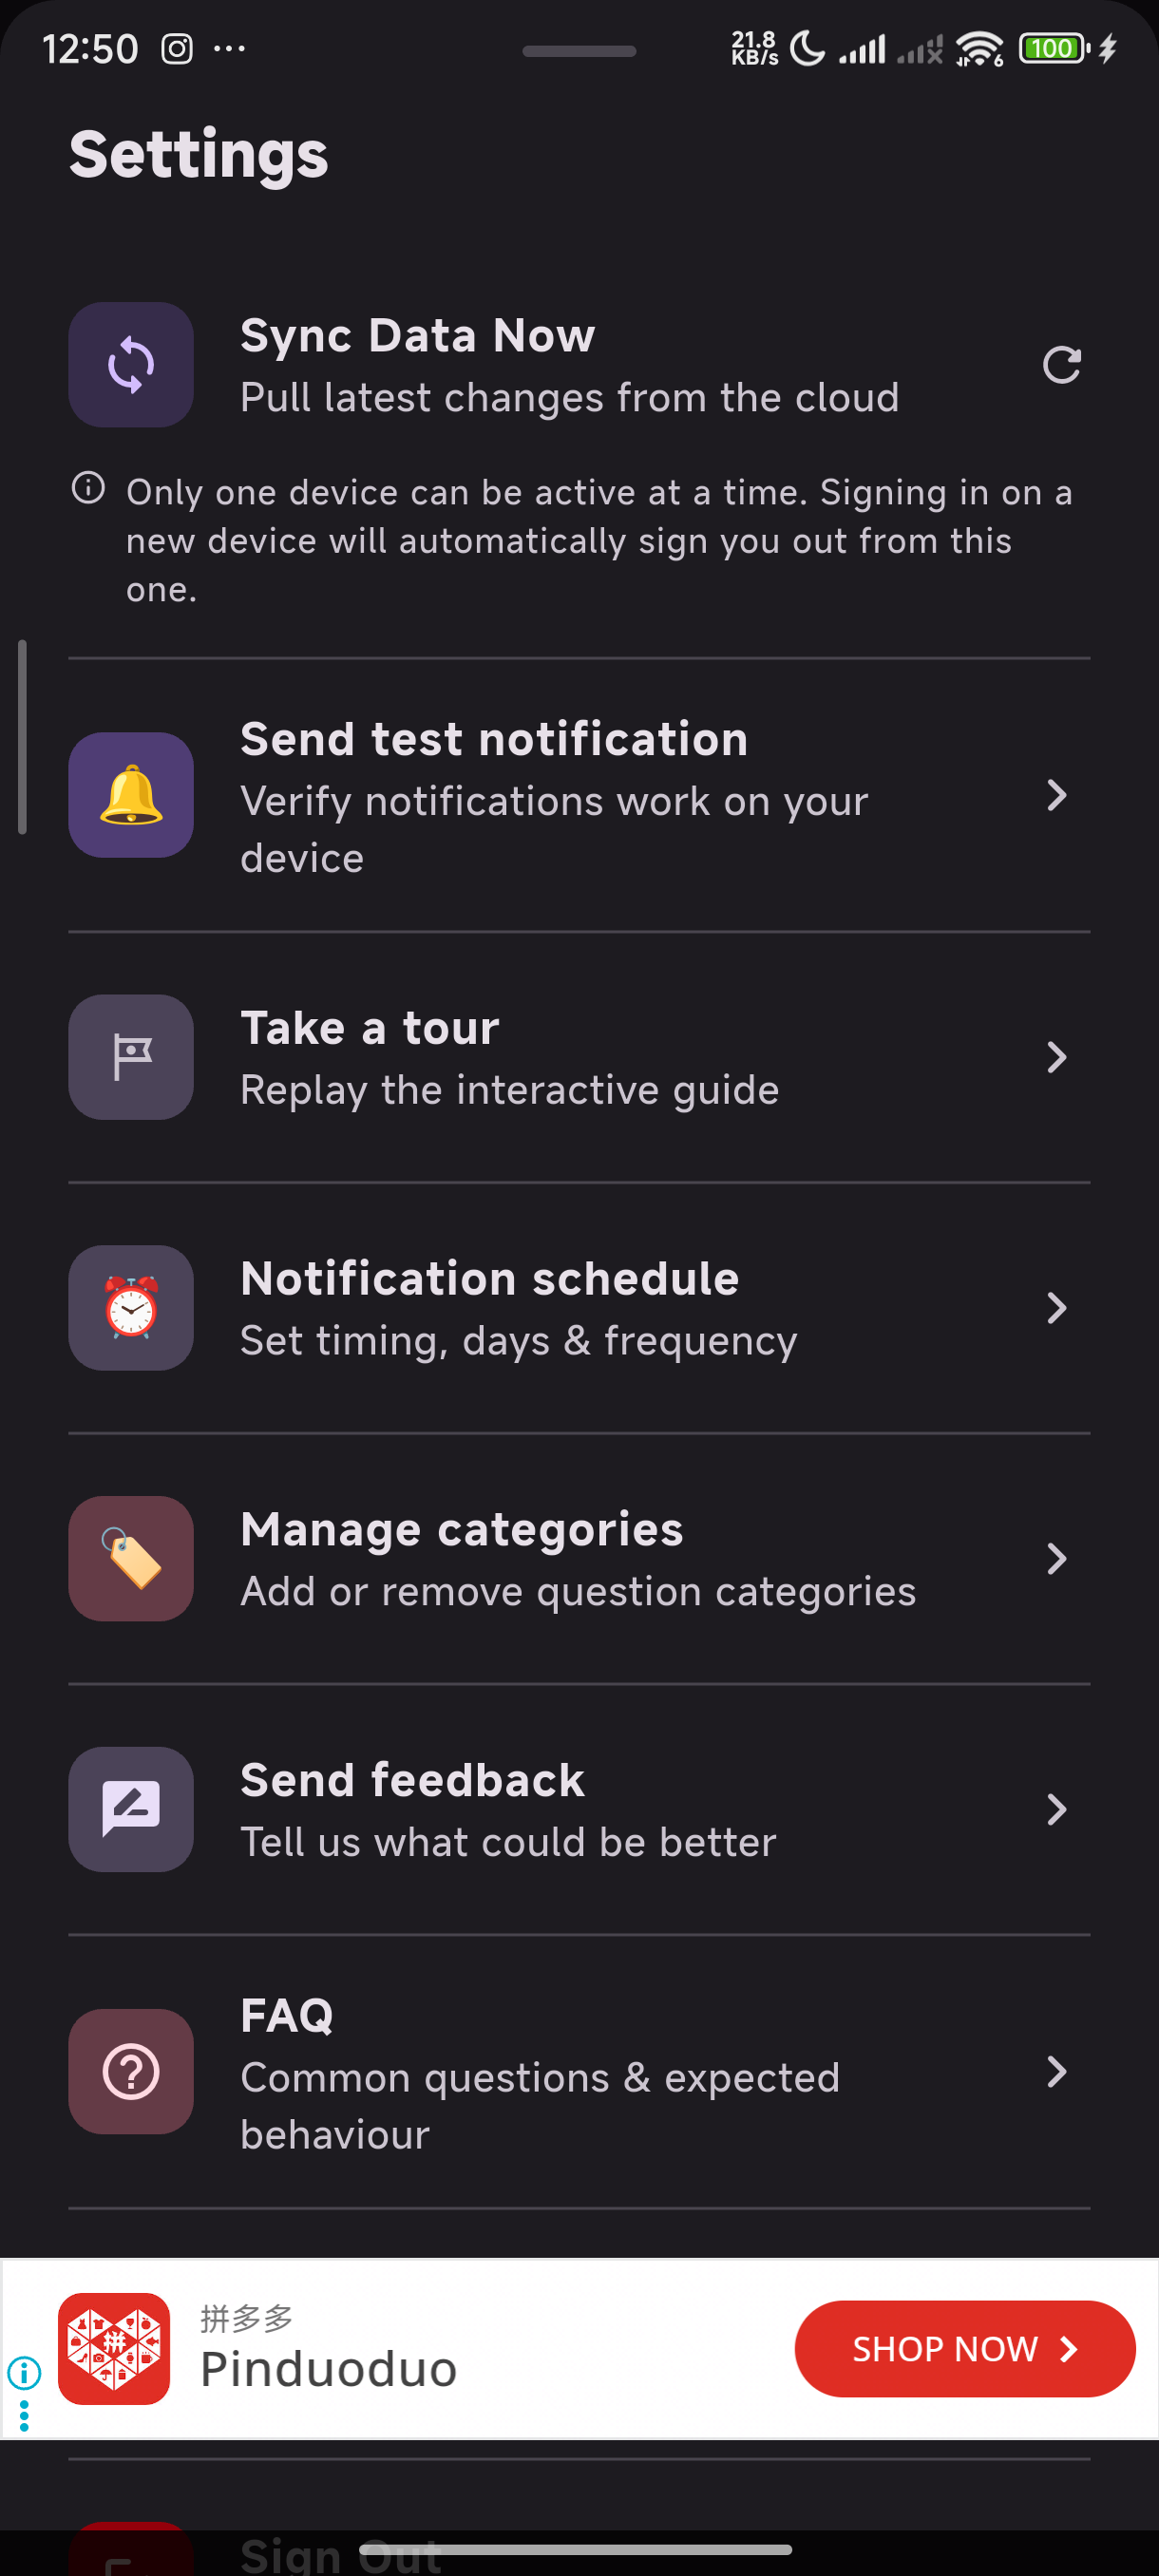 12:50
21.8
KB/s
6
100
Settings
Sync Data Now
Pull latest changes from the cloud
Only one device can be active at a time. Signing in on a
new device will automatically sign you out from this
one.
Send test notification
Verify notifications work on your
device
Take a tour
Replay the interactive guide
Notification schedule
Set timing, days & frequency
Manage categories
Add or remove question categories
Send feedback
Tell us what could be better
FAQ
Common questions & expected
behaviour
拼
拼多多
Pinduoduo
SHOP NOW
Sign Out